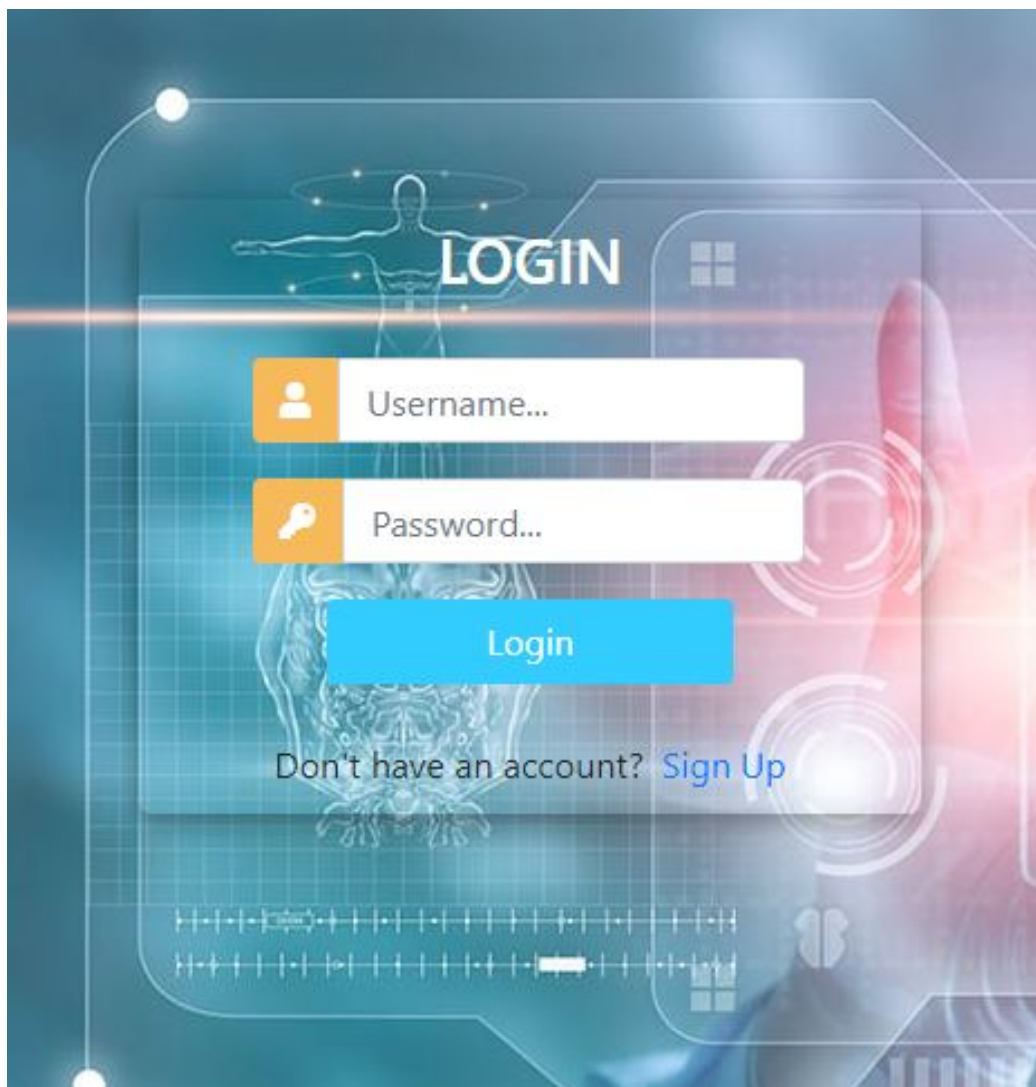 LOGIN
Username...
Password...
Login
Don't have an account? Sign Up